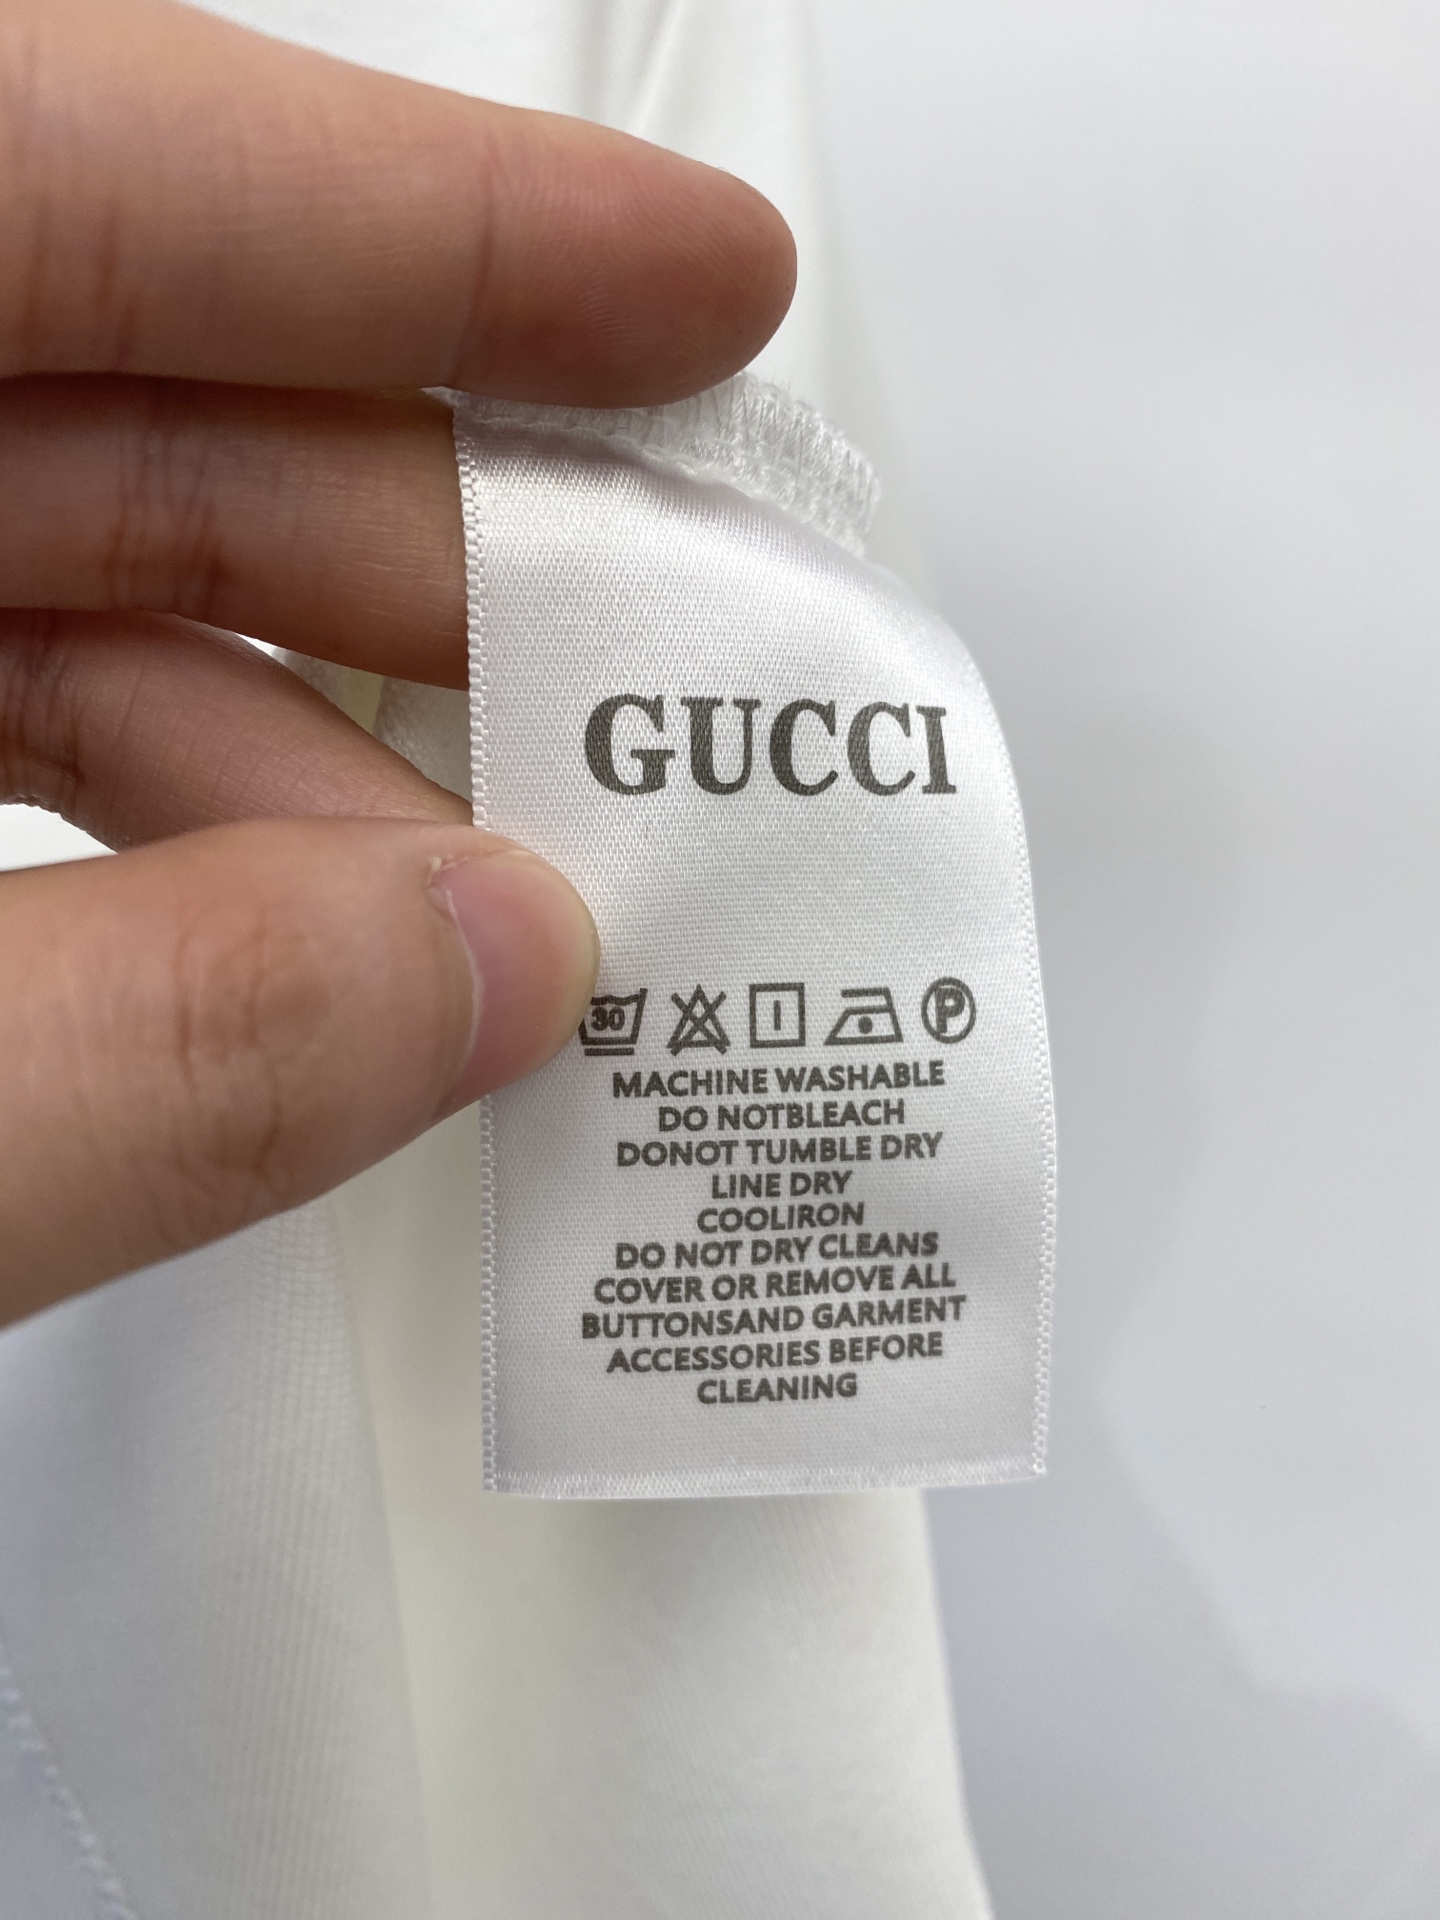 GUCCI
30 P
MACHINE WASHABLE
DO NOTBLEACH
DONOT TUMBLE DRY
LINE DRY
COOLIRON
DO NOT DRY CLEANS
COVER OR REMOVE ALL
BUTTONSAND GARMENT
ACCESSORIES BEFORE
CLEANING